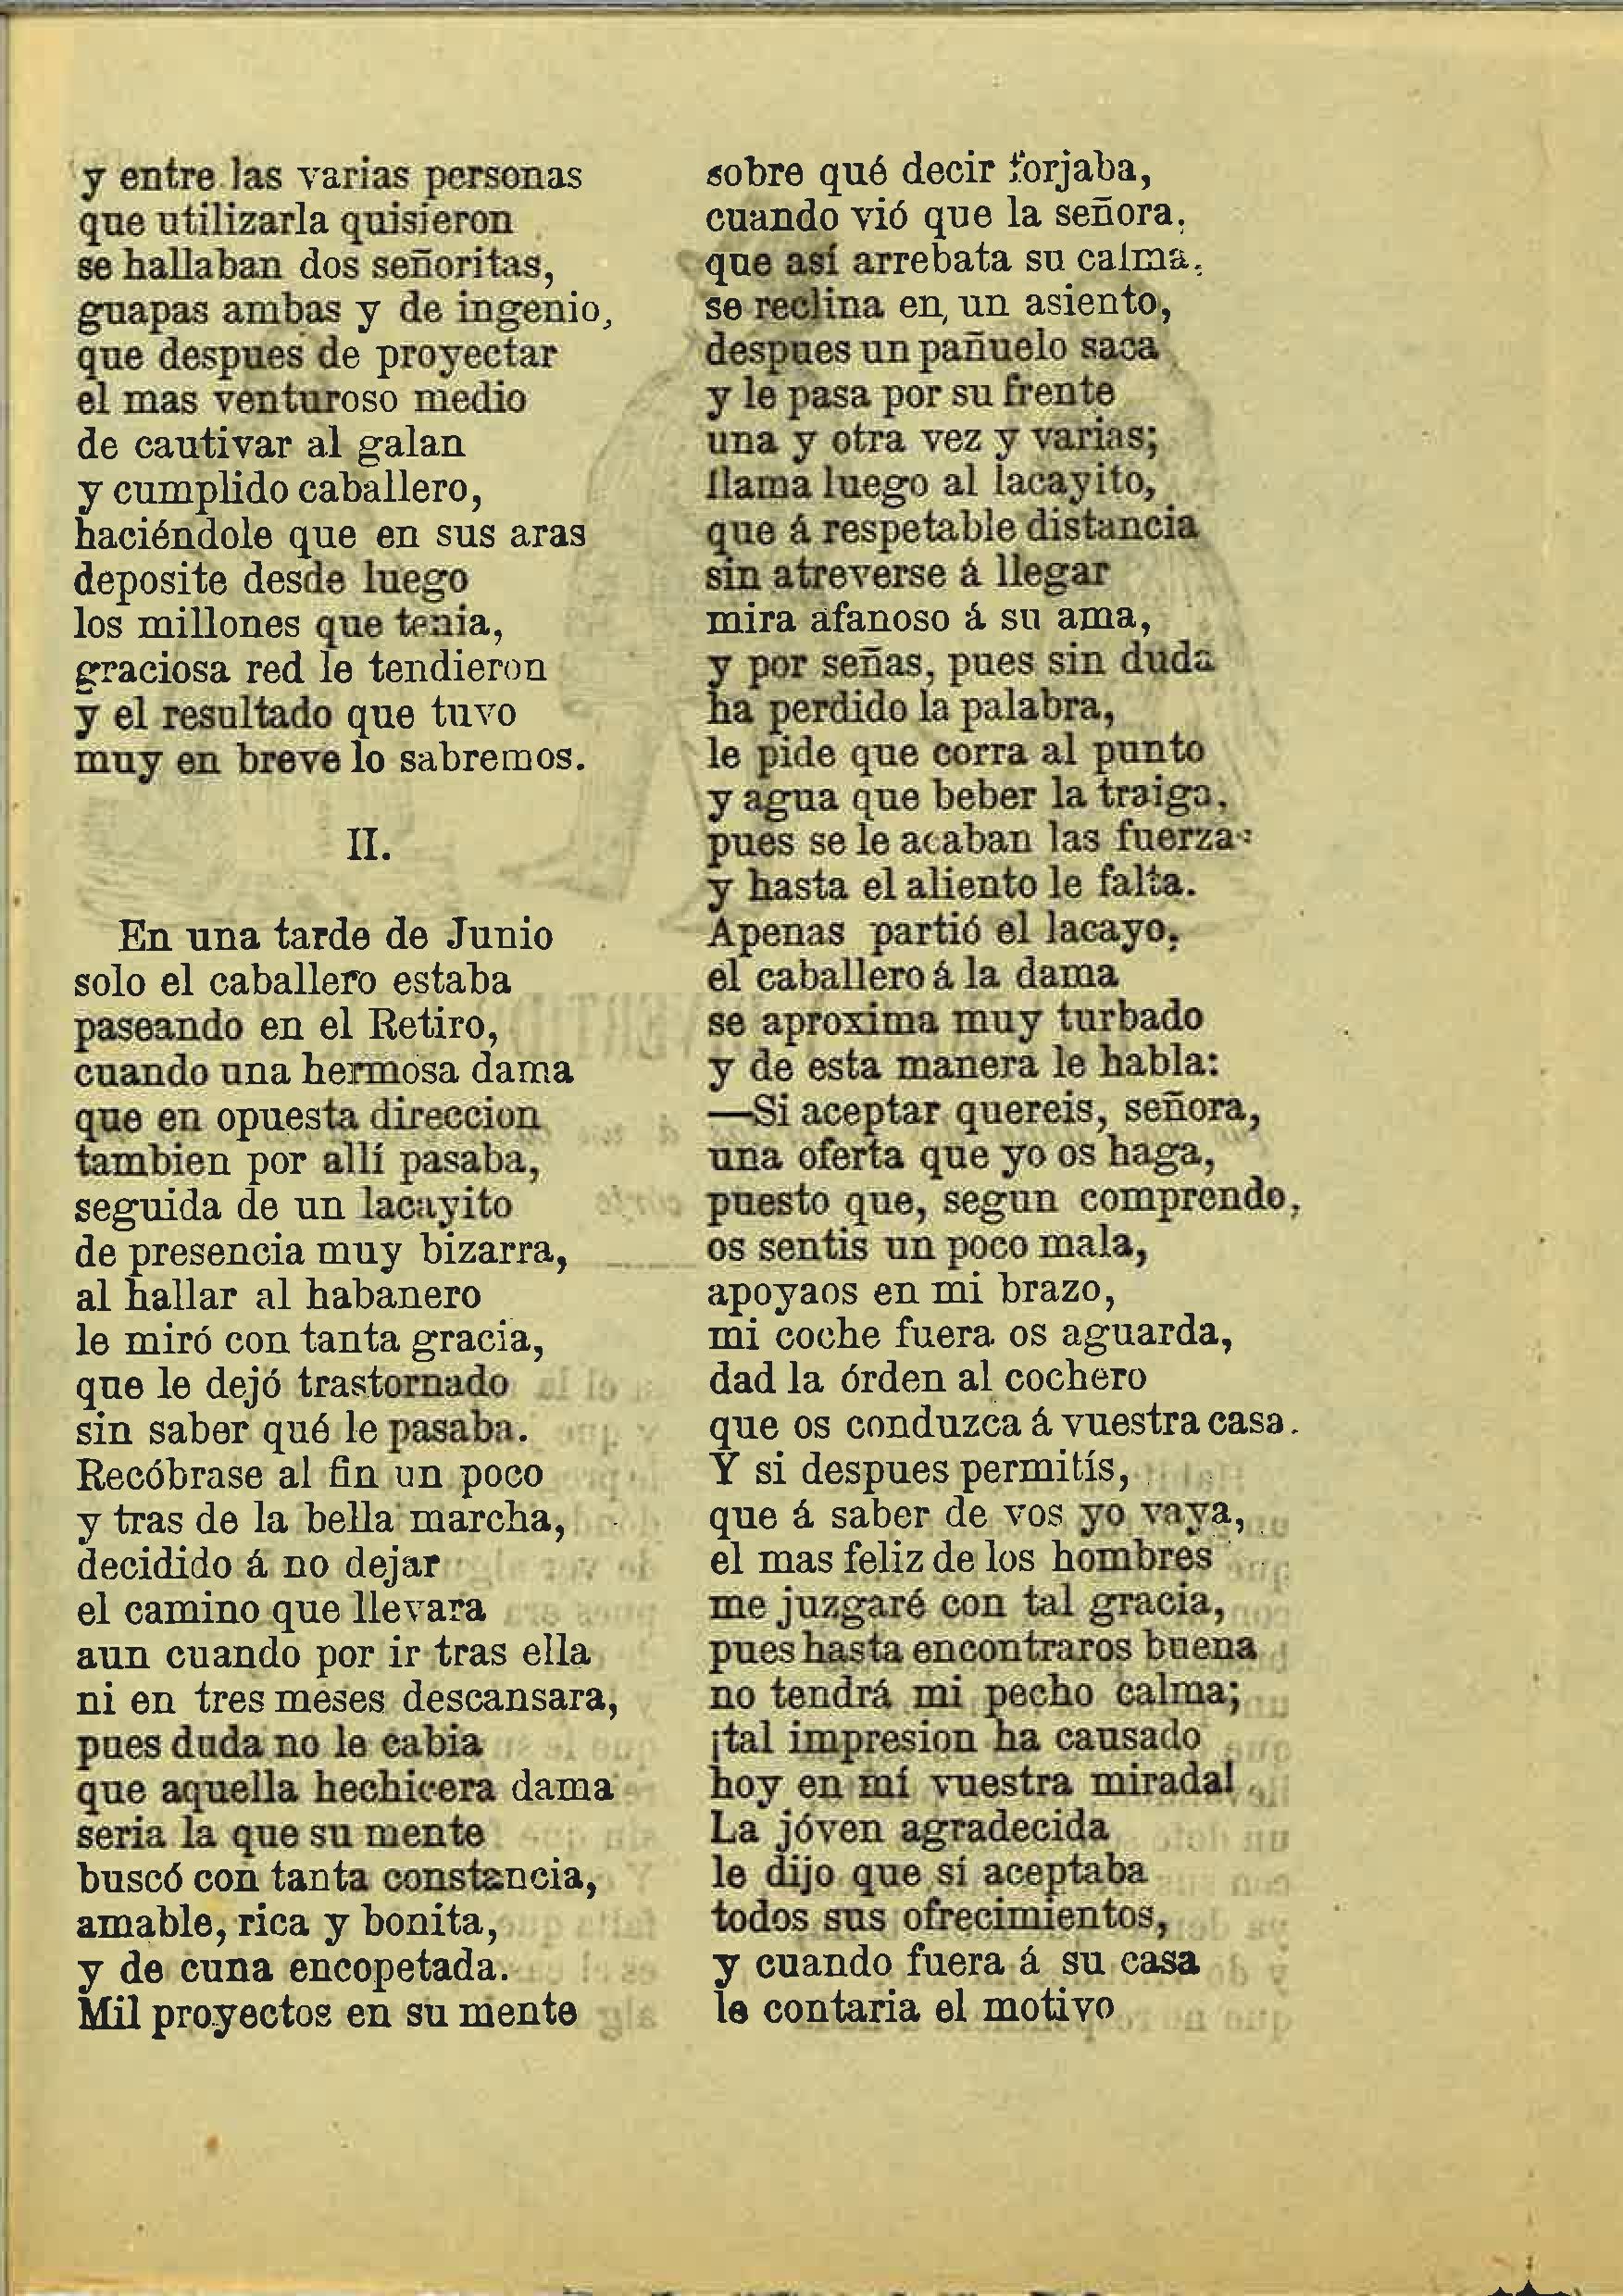 y entre las varias personas
que utilizarla quisieron
se hallaban dos señoritas,
guapas ambas y de ingenio,
que despues de proyectar
el mas venturoso medio
de cautivar al galan
y cumplido caballero,
haciéndole que en sus aras
deposite desde luego
los millones que tenia,
graciosa red le tendieron
y el resultado que tuvo
muy en breve lo sabremos.
II.
En una tarde de Junio
solo el caballero estaba
paseando en el Retiro,
cuando una hermosa dama
que en opuesta direccion
tambien por allí pasaba,
seguida de un lacayito
de presencia muy bizarra,
al hallar al habanero
le miró con tanta gracia,
que le dejó trastornado
sin saber qué le pasaba.
Recóbrase al fin un poco
y tras de la bella marcha,
decidido á no dejar
el camino que llevara
aun cuando por ir tras ella
ni en tres meses descansara,
pues duda no le cabia
que aquella hechicera dama
seria la que su mente
buscó con tanta constancia,
amable, rica y bonita,
y de cuna encopetada.
Mil proyectos en su mente
sobre qué decir forjaba,
cuando vió que la señora,
que así arrebata su calma,
se reclina en un asiento,
despues un pañuelo saca
y le pasa por su frente
una y otra vez y varias;
llama luego al lacayito,
que á respetable distancia
sin atreverse á llegar
mira afanoso á su ama,
y por señas, pues sin duda
ha perdido la palabra,
le pide que corra al punto
y agua que beber la traiga,
pues se le acaban las fuerzas
y hasta el aliento le falta.
Apenas partió el lacayo,
el caballero á la dama
se aproxima muy turbado
y de esta manera le habla:
—Si aceptar quereis, señora,
una oferta que yo os haga,
puesto que, segun comprendo,
os sentis un poco mala,
apoyaos en mi brazo,
mi coche fuera os aguarda,
dad la órden al cochero
que os conduzca á vuestra casa.
Y si despues permitís,
que á saber de vos yo vaya,
el mas feliz de los hombres
me juzgaré con tal gracia,
pues hasta encontraros buena
no tendrá mi pecho calma;
¡tal impresion ha causado
hoy en mí vuestra mirada!
La jóven agradecida
le dijo que sí aceptaba
todos sus ofrecimientos,
y cuando fuera á su casa
le contaria el motivo